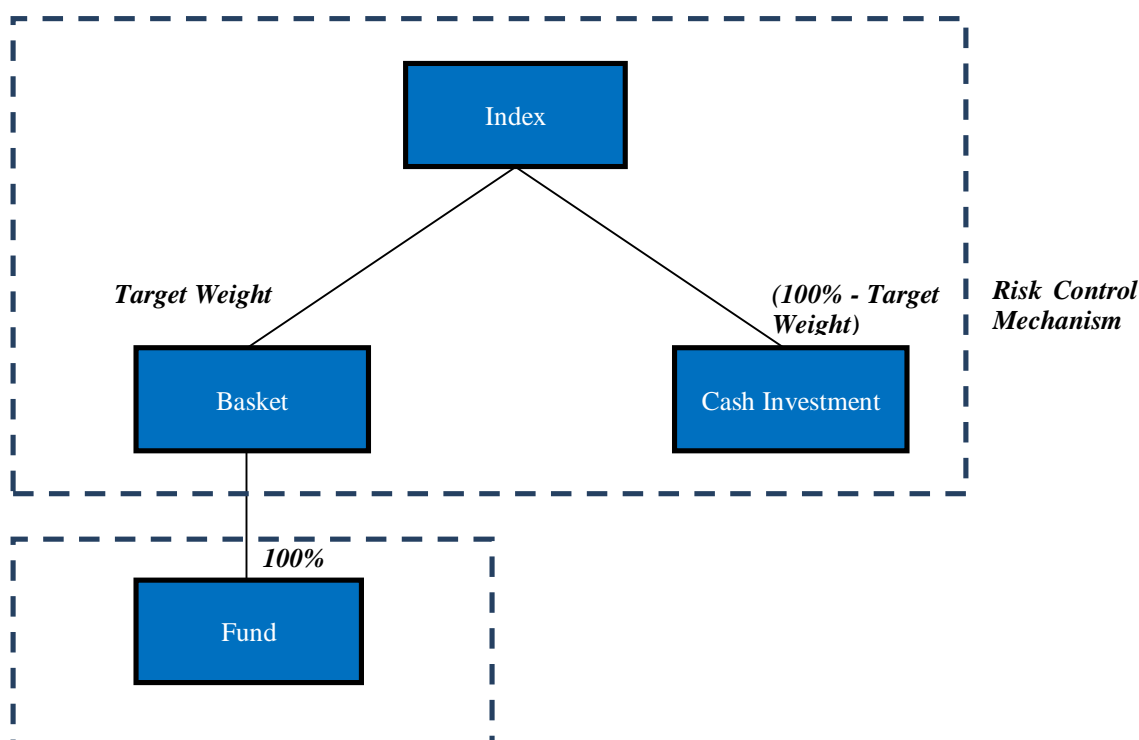 Index
Target Weight
(100% - Target
Weight)
Risk Control
Mechanism
Basket
Cash Investment
100%
Fund